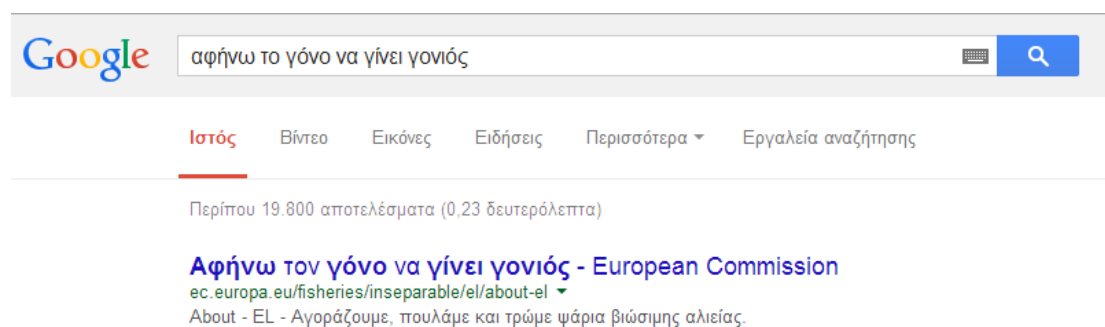 Google αφήνω το γόνο να γίνει γονιός
Ιστός Βίντεο Εικόνες Ειδήσεις Περισσότερα Εργαλεία αναζήτησης
Περίπου 19.800 αποτελέσματα (0,23 δευτερόλεπτα)
Αφήνω τον γόνο να γίνει γονιός - European Commission
ec.europa.eu/fisheries/inseparable/el/about-el
About - EL - Αγοράζουμε, πουλάμε και τρώμε ψάρια βιώσιμης αλιείας.